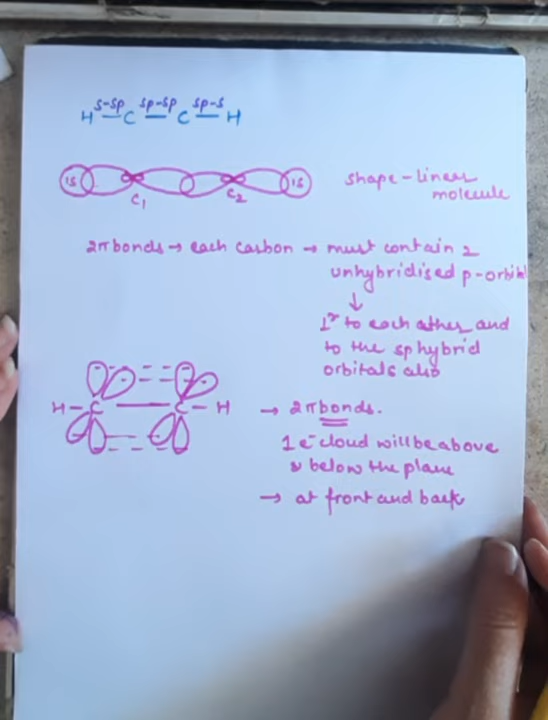 s-sp sp-sp sp-s
H — C — C — H
1s 1s
C1 C2
shape - linear
molecule
2π bonds → each carbon → must contain 2
unhybridised p-orbital
↓
1r to each other and
to the sp hybrid
orbitals also
H - C — C - H
→ 2π bonds.
1 e⁻ cloud will be above
& below the plane
→ at front and back